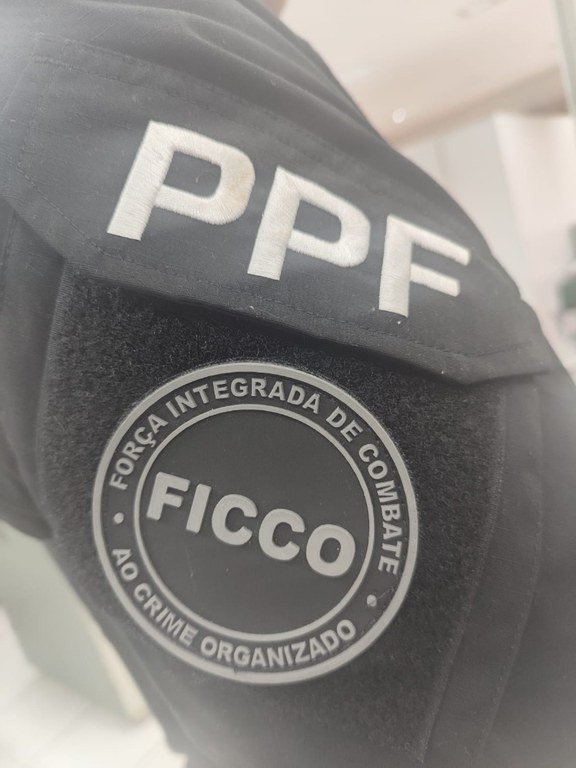 PPF
FORÇA INTEGRADA DE COMBATE
FICCO
AO CRIME ORGANIZADO